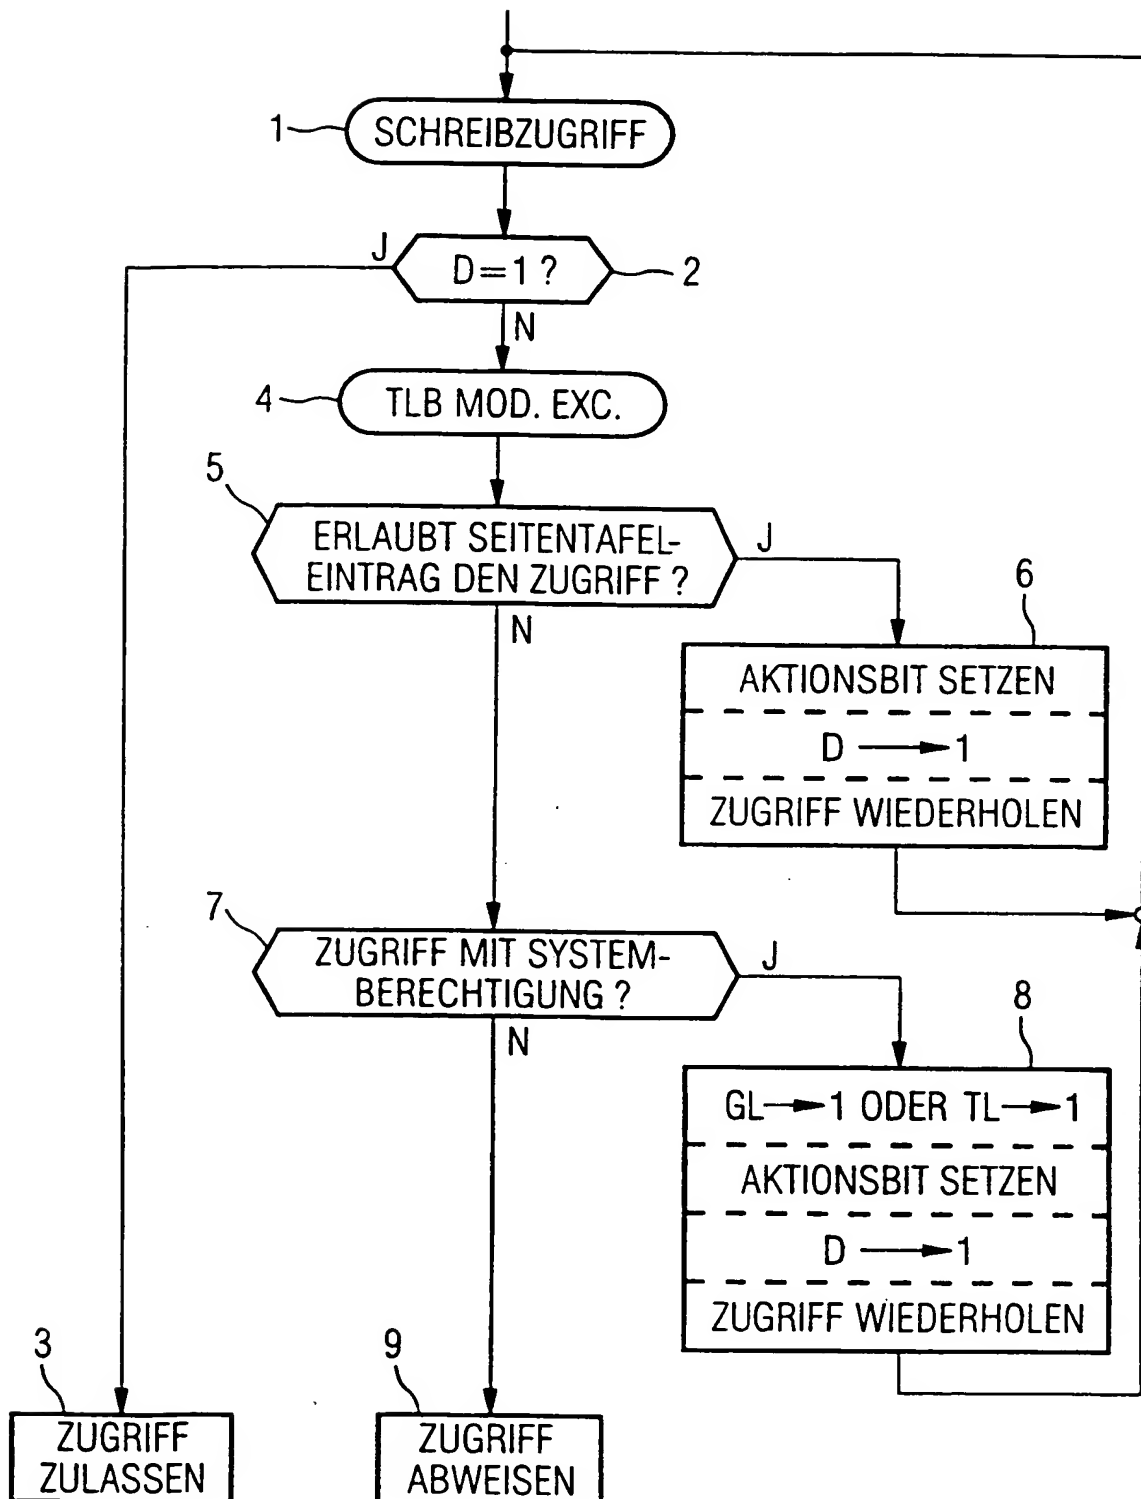 1
SCHREIBZUGRIFF
J
D=1 ?
2
N
4
TLB MOD. EXC.
5
ERLAUBT SEITENTAFEL-
EINTRAG DEN ZUGRIFF ?
J
N
6
AKTIONSBIT SETZEN
D → 1
ZUGRIFF WIEDERHOLEN
7
ZUGRIFF MIT SYSTEM-
BERECHTIGUNG ?
J
N
8
GL→1 ODER TL→1
AKTIONSBIT SETZEN
D → 1
ZUGRIFF WIEDERHOLEN
3
ZUGRIFF
ZULASSEN
9
ZUGRIFF
ABWEISEN